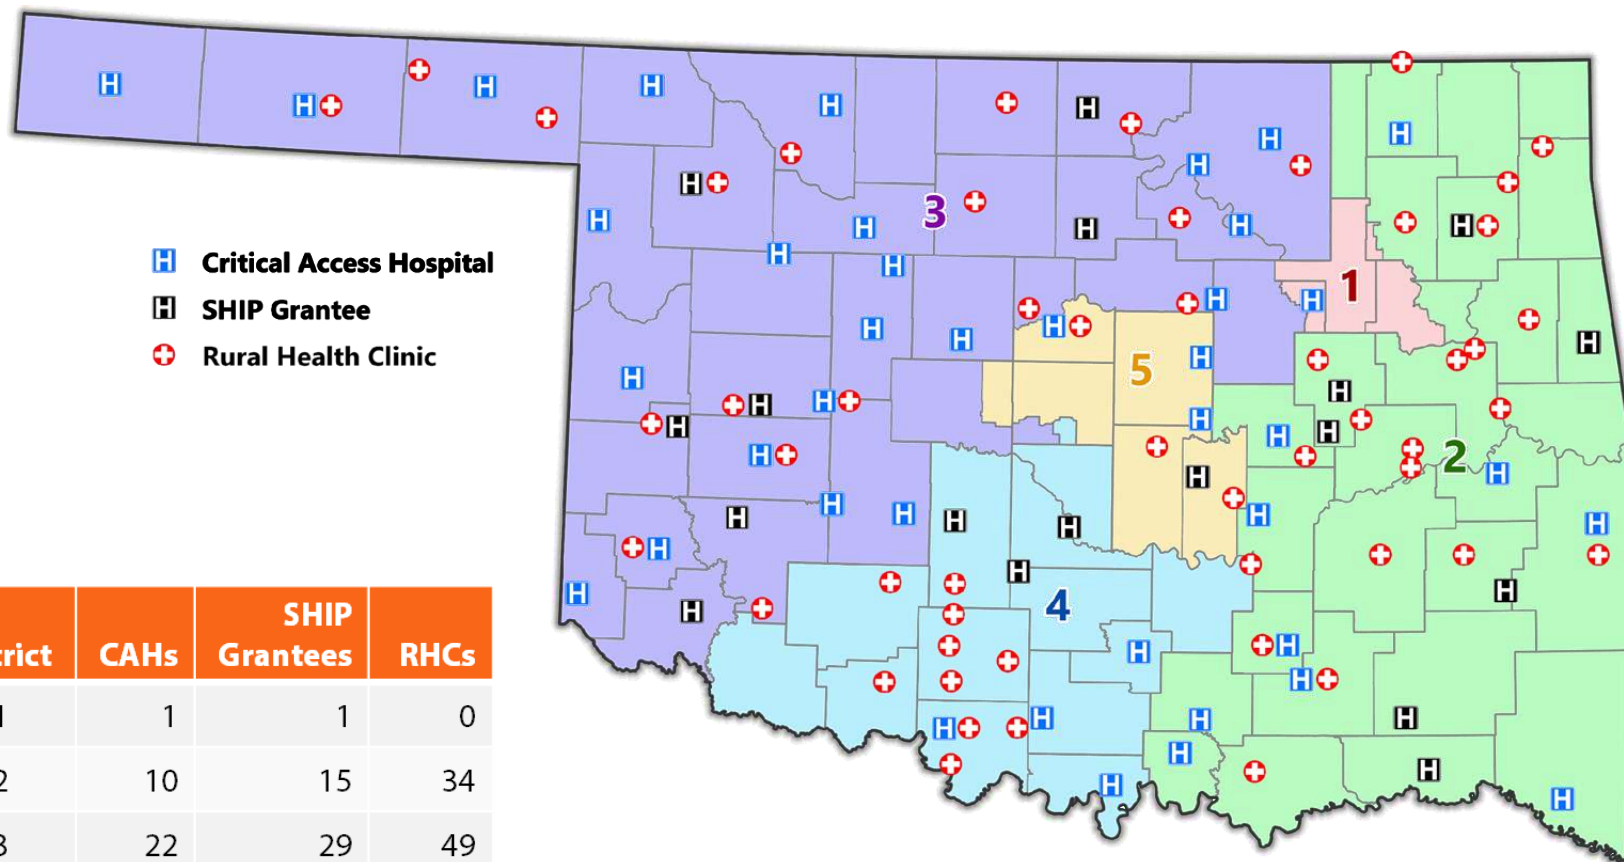 3
1
5
2
4
Critical Access Hospital
SHIP Grantee
Rural Health Clinic
CAHs SHIP Grantees RHCs
1 1 0
10 15 34
22 29 49